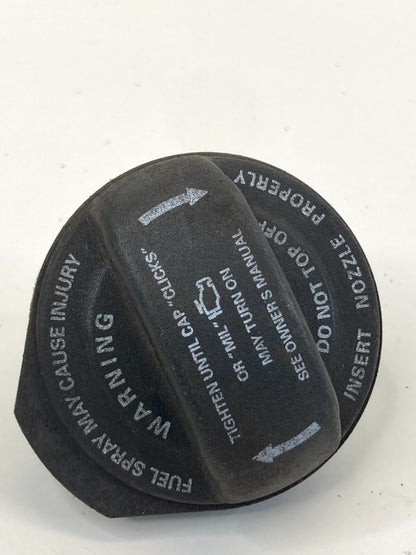 FUEL SPRAY MAY CAUSE INJURY
WARNING
TIGHTEN UNTIL CAP "CLICKS"
OR "MIL"
MAY TURN ON
SEE OWNER'S MANUAL
DO NOT TOP OFF
INSERT NOZZLE PROPERLY